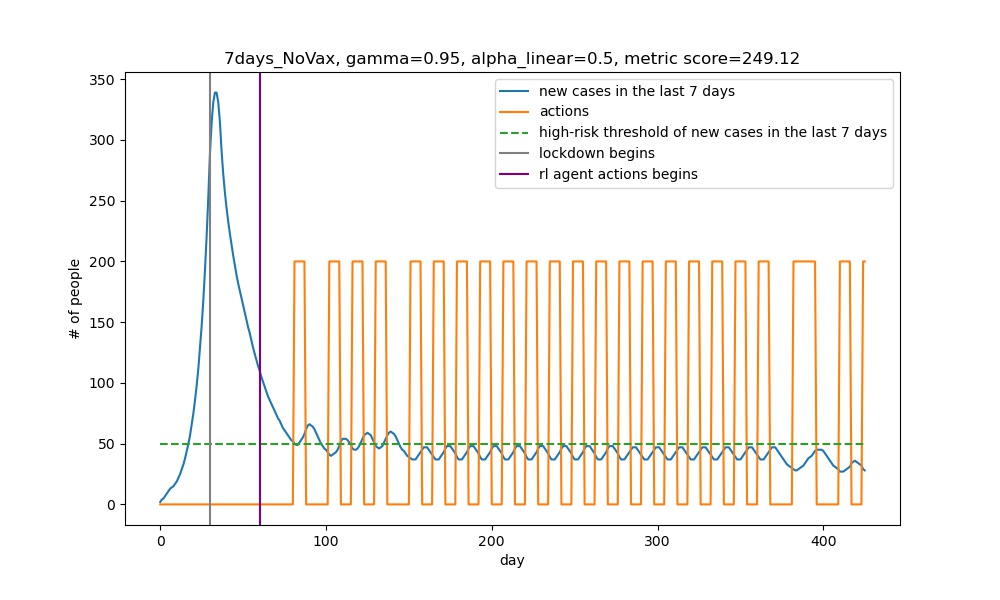 7days_NoVax, gamma=0.95, alpha_linear=0.5, metric score=249.12
new cases in the last 7 days
actions
high-risk threshold of new cases in the last 7 days
lockdown begins
rl agent actions begins
350
300
250
200
150
100
50
0
# of people
0 100 200 300 400
day